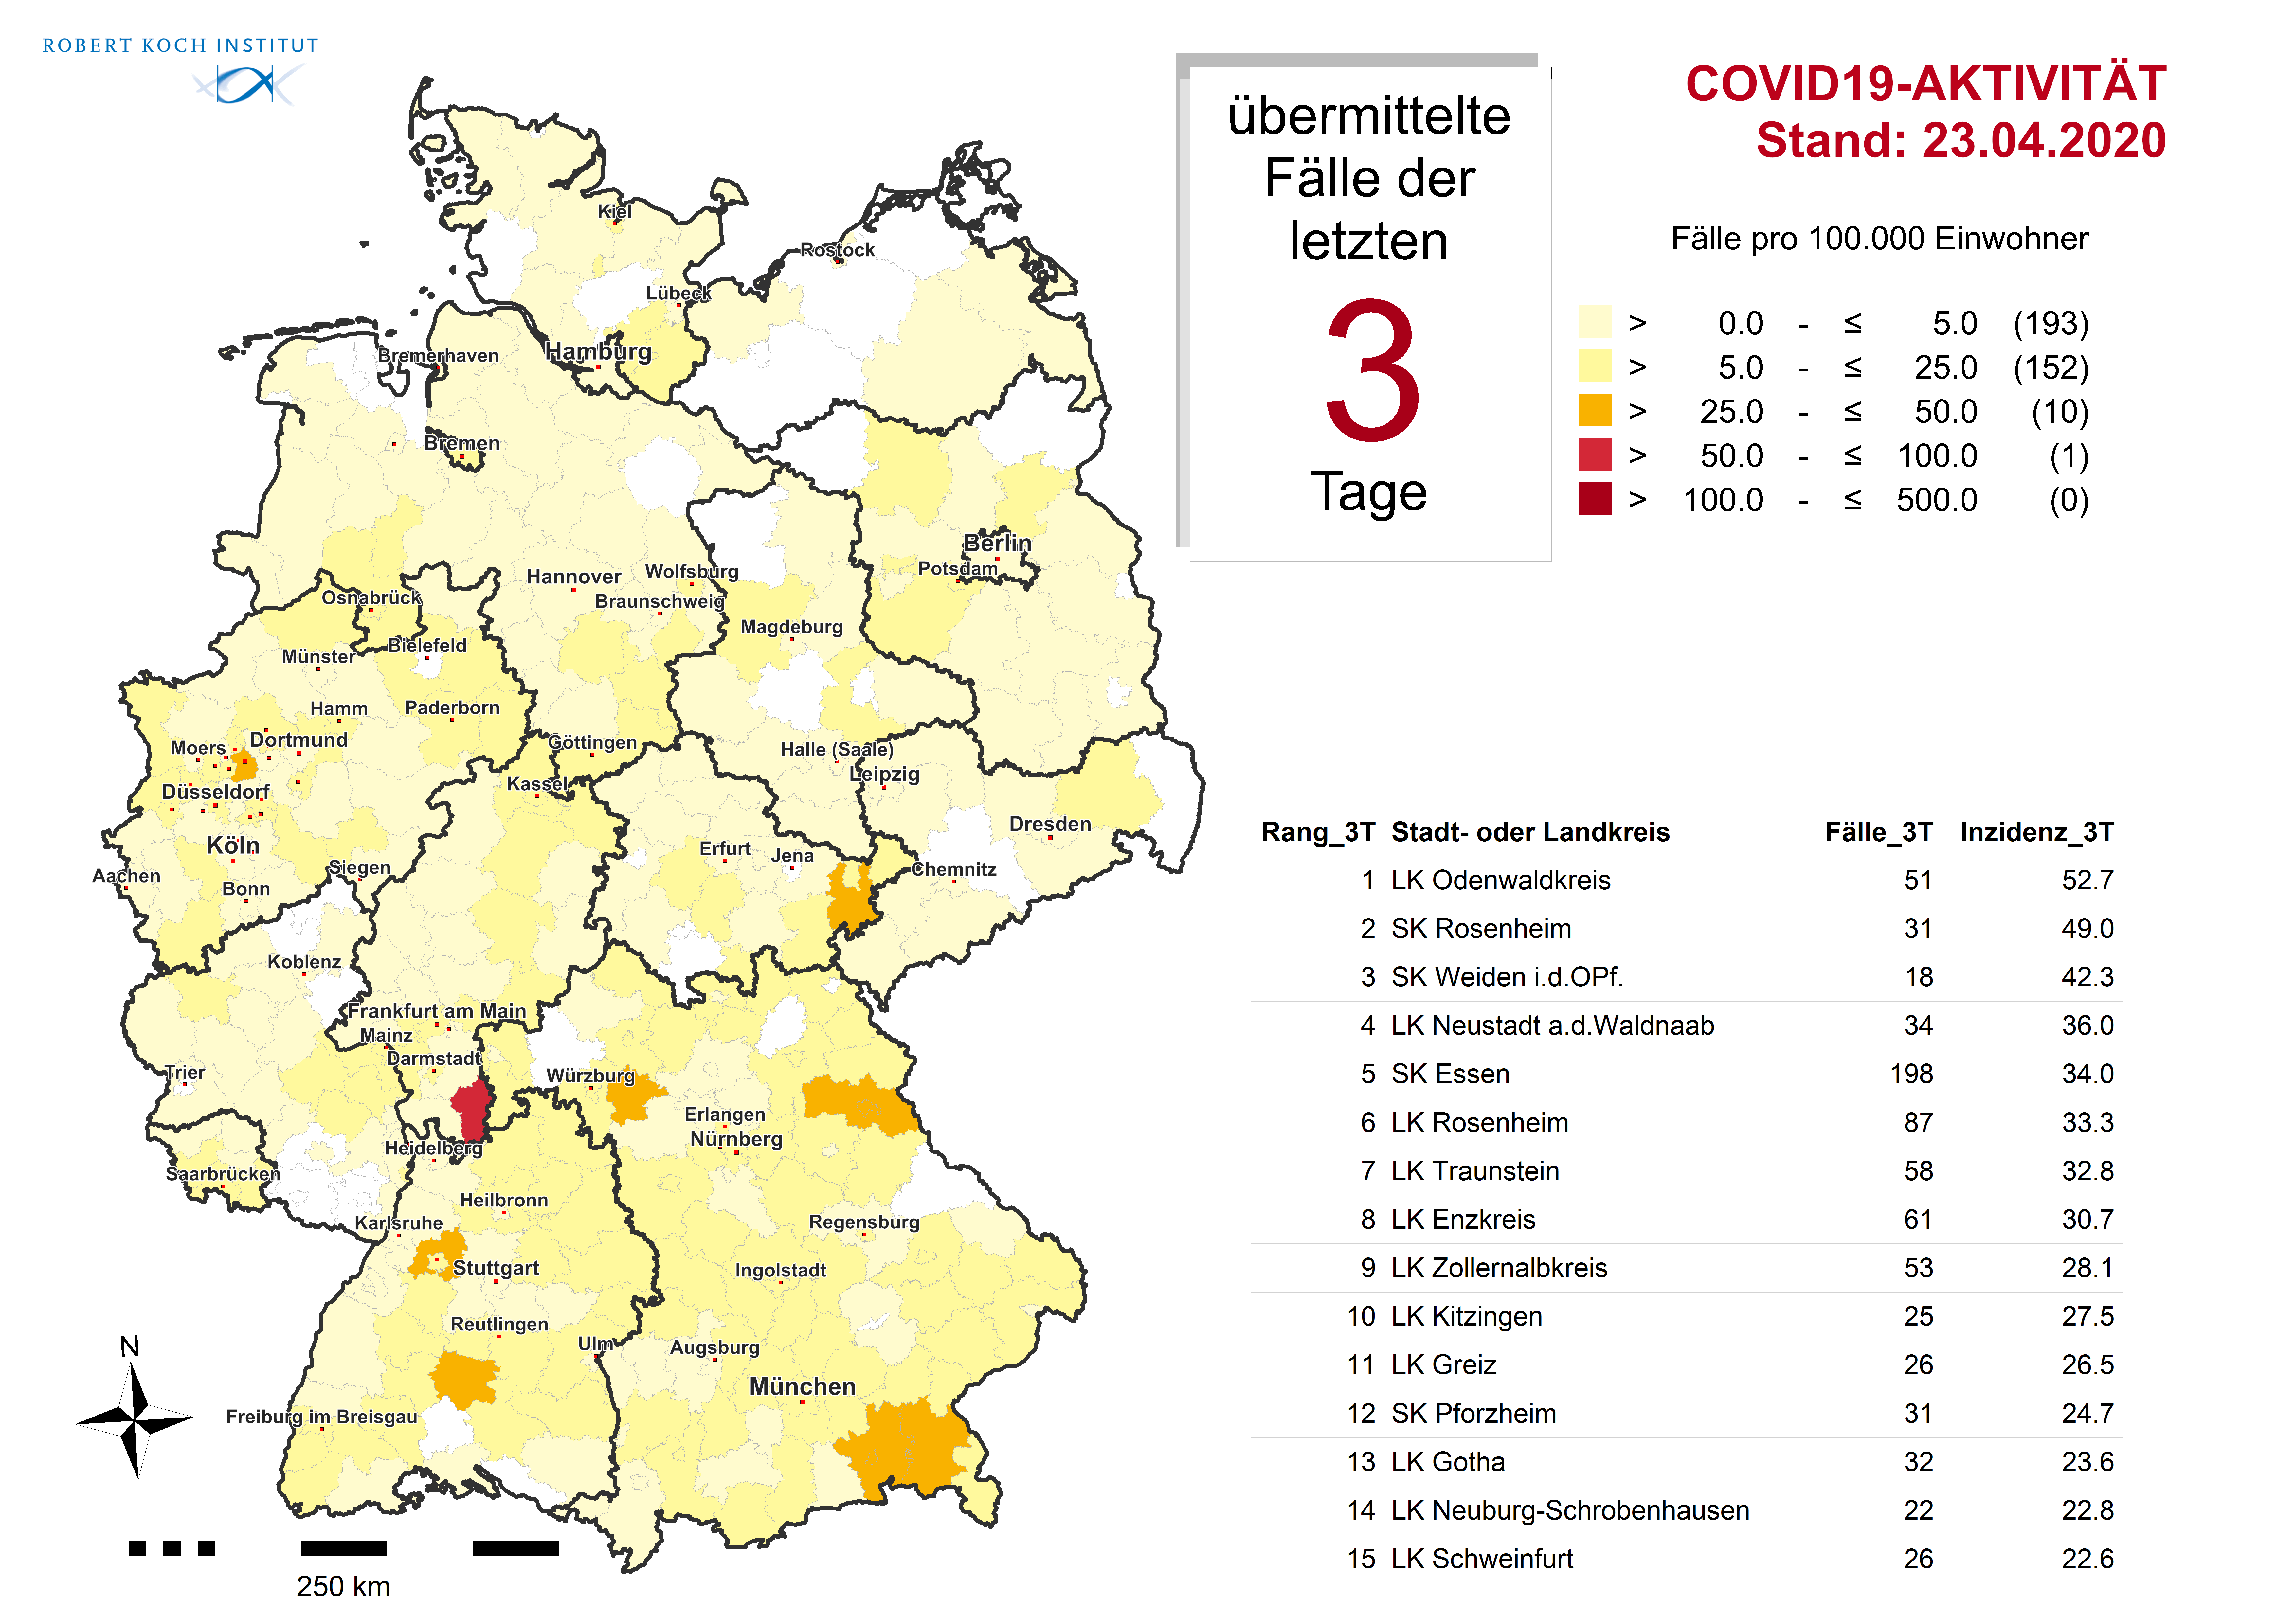 ROBERT KOCH INSTITUT
übermittelte
Fälle der
letzten
3
Tage
COVID19-AKTIVITÄT
Stand: 23.04.2020
Fälle pro 100.000 Einwohner
> 0.0 - ≤ 5.0 (193)
> 5.0 - ≤ 25.0 (152)
> 25.0 - ≤ 50.0 (10)
> 50.0 - ≤ 100.0 (1)
> 100.0 - ≤ 500.0 (0)
Kiel
Rostock
Lübeck
Hamburg
Bremerhaven
Bremen
Berlin
Potsdam
Hannover
Wolfsburg
Braunschweig
Osnabrück
Magdeburg
Bielefeld
Münster
Hamm
Paderborn
Moers
Dortmund
Göttingen
Halle (Saale)
Leipzig
Kassel
Düsseldorf
Dresden
Köln
Erfurt
Jena
Siegen
Chemnitz
Aachen
Bonn
Koblenz
Frankfurt am Main
Mainz
Darmstadt
Trier
Würzburg
Erlangen
Nürnberg
Heidelberg
Saarbrücken
Heilbronn
Karlsruhe
Regensburg
Stuttgart
Ingolstadt
Reutlingen
Ulm
Augsburg
München
Freiburg im Breisgau
N
250 km
Rang_3T Stadt- oder Landkreis Fälle_3T Inzidenz_3T
1 LK Odenwaldkreis 51 52.7
2 SK Rosenheim 31 49.0
3 SK Weiden i.d.OPf. 18 42.3
4 LK Neustadt a.d.Waldnaab 34 36.0
5 SK Essen 198 34.0
6 LK Rosenheim 87 33.3
7 LK Traunstein 58 32.8
8 LK Enzkreis 61 30.7
9 LK Zollernalbkreis 53 28.1
10 LK Kitzingen 25 27.5
11 LK Greiz 26 26.5
12 SK Pforzheim 31 24.7
13 LK Gotha 32 23.6
14 LK Neuburg-Schrobenhausen 22 22.8
15 LK Schweinfurt 26 22.6